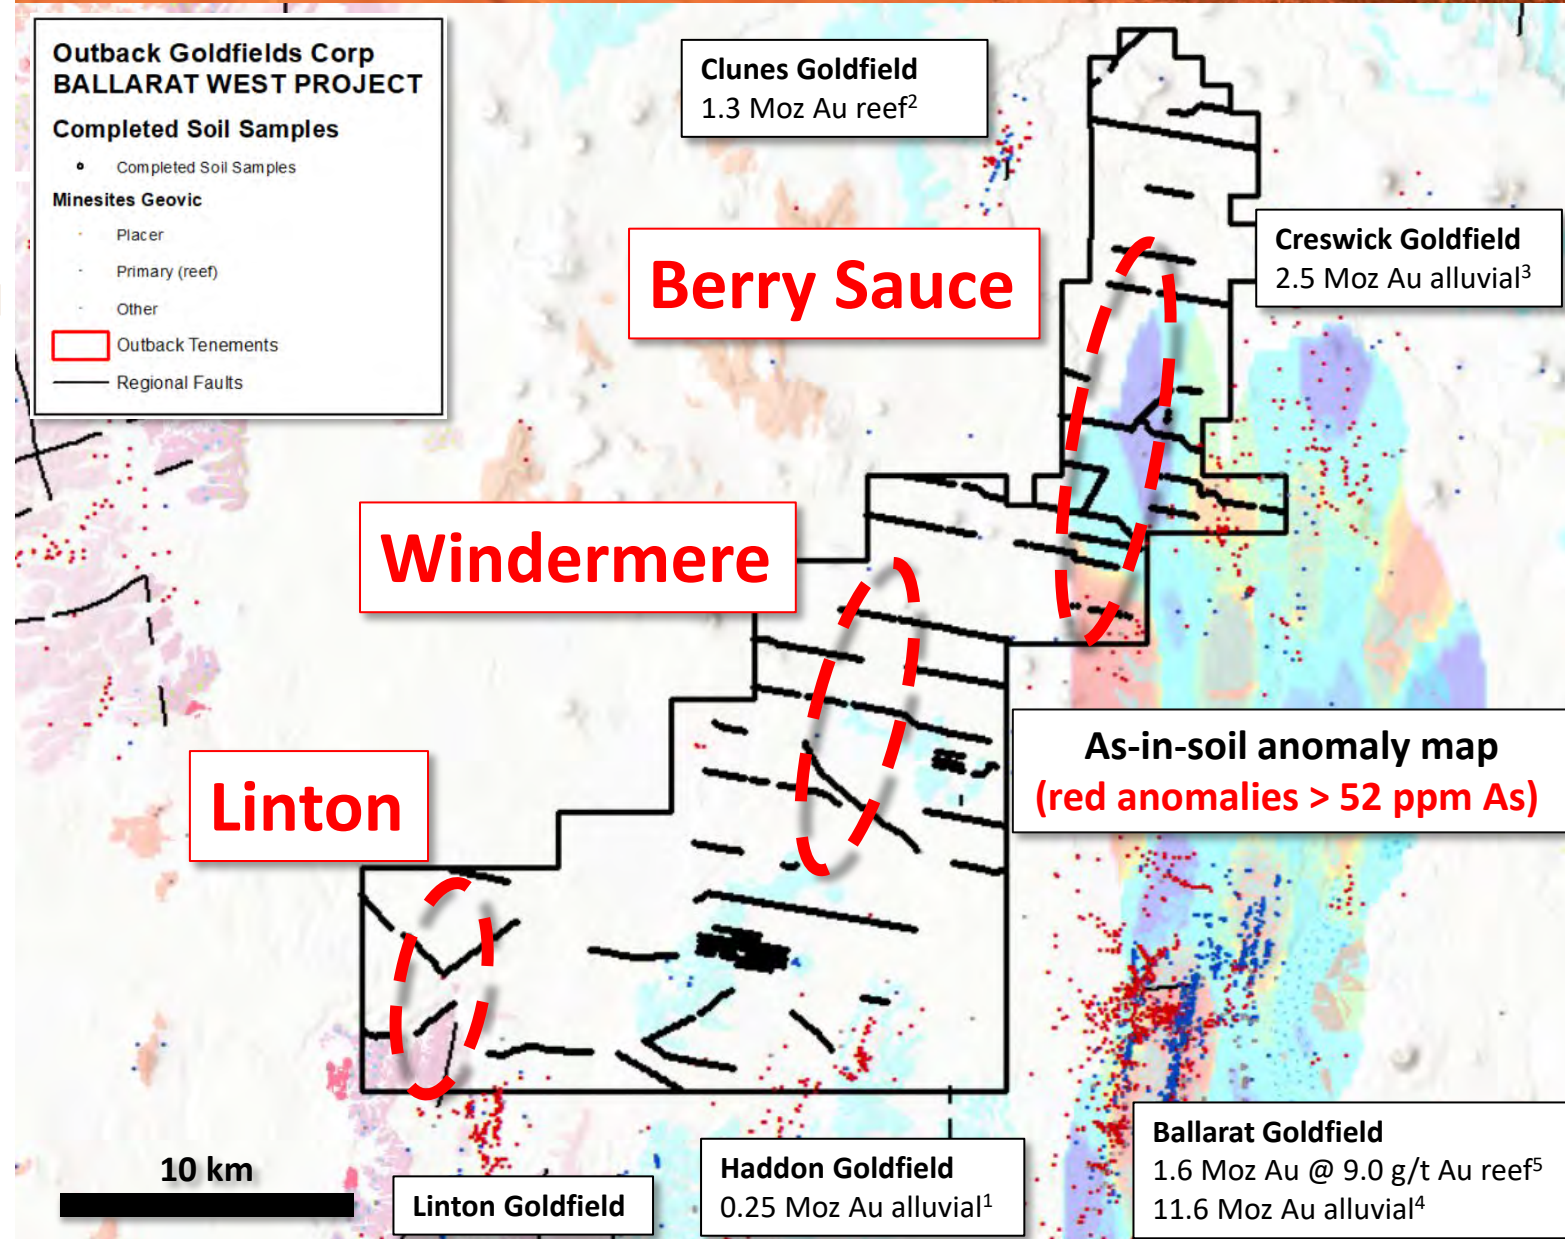 Outback Goldfields Corp
BALLARAT WEST PROJECT
Completed Soil Samples
Completed Soil Samples
Minesites Geovic
Placer
Primary (reef)
Other
Outback Tenements
Regional Faults
Clunes Goldfield
1.3 Moz Au reef²
Berry Sauce
Creswick Goldfield
2.5 Moz Au alluvial³
Windermere
As-in-soil anomaly map
(red anomalies > 52 ppm As)
Linton
10 km
Linton Goldfield
Haddon Goldfield
0.25 Moz Au alluvial¹
Ballarat Goldfield
1.6 Moz Au @ 9.0 g/t Au reef⁵
11.6 Moz Au alluvial⁴